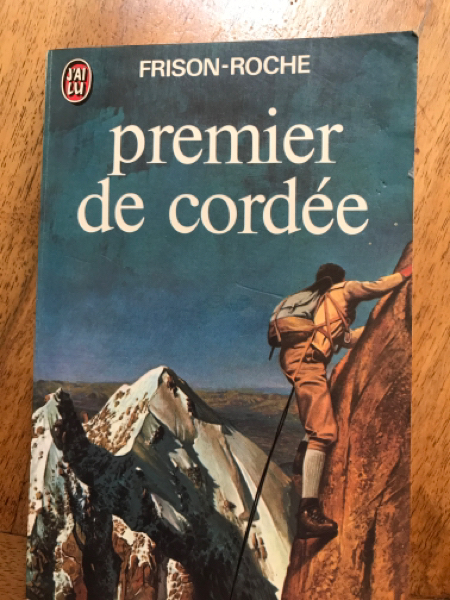 J'AI
LU
FRISON-ROCHE
premier
de cordée